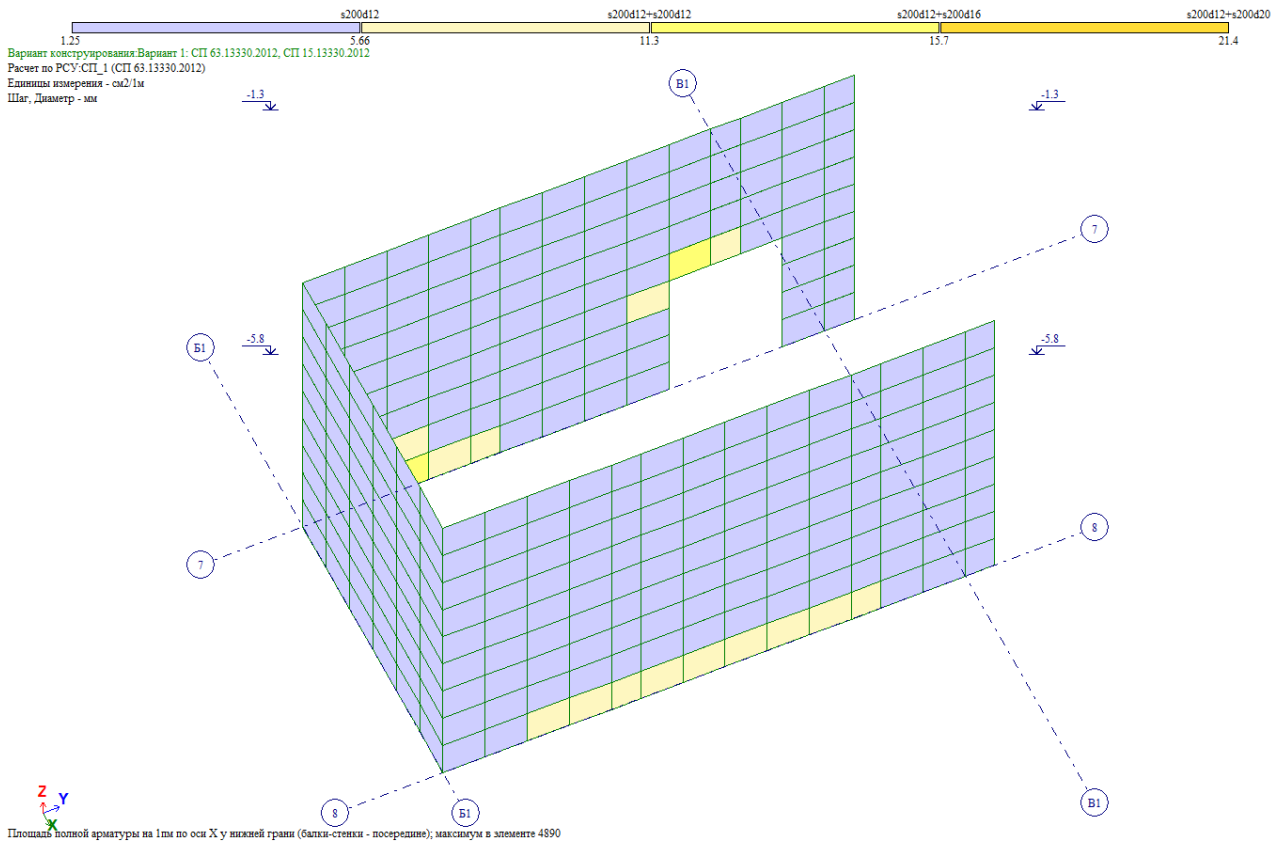 s200d12 s200d12+s200d12 s200d12+s200d16 s200d12+s200d20
1.25 5.66 11.3 15.7 21.4
Вариант конструирования:Вариант 1: СП 63.13330.2012, СП 15.13330.2012
Расчет по РСУ:СП_1 (СП 63.13330.2012)
Единицы измерения - см2/1м
Шаг, Диаметр - мм
В1
-1.3 -1.3
7
Б1
-5.8 -5.8
8
7
Z
Y
X
8 Б1 В1
Площадь полной арматуры на 1пм по оси X у нижней грани (балки-стенки - посередине); максимум в элементе 4890